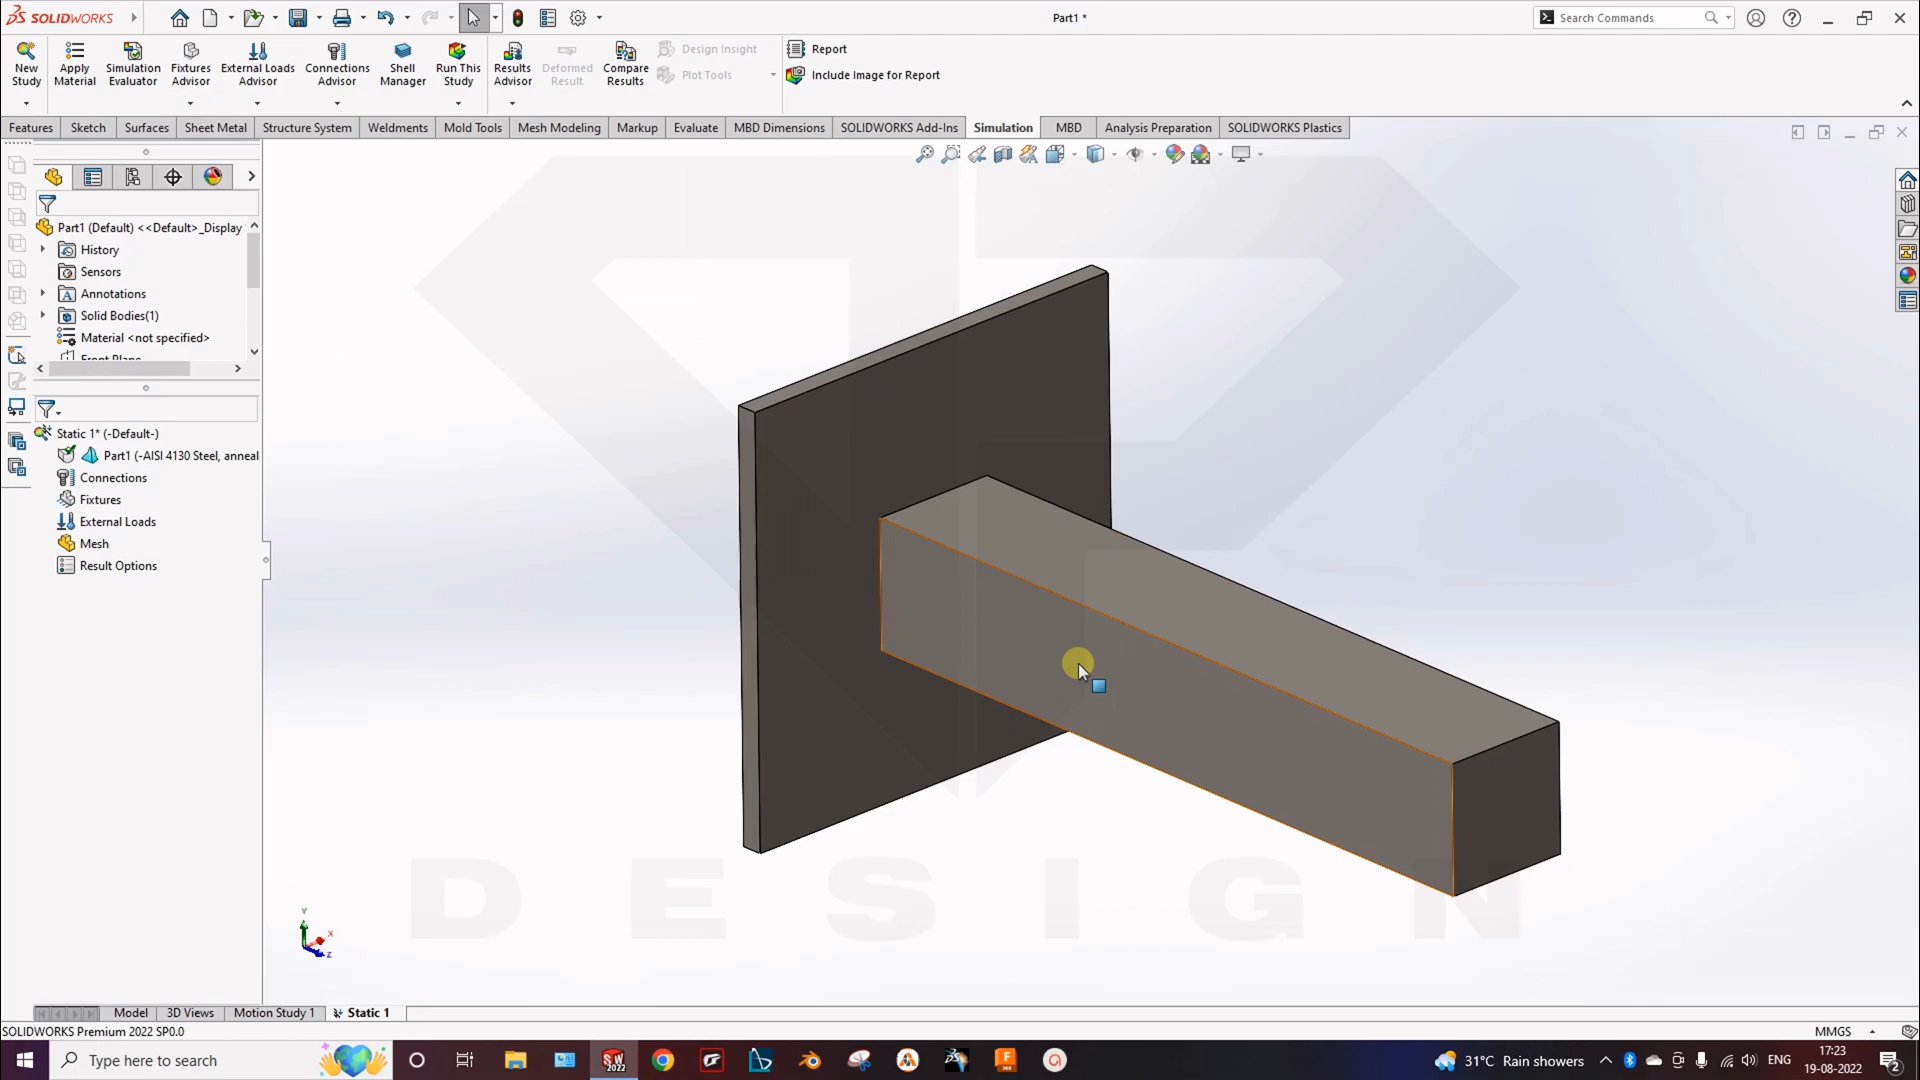 SOLIDWORKS
Part1 *
Search Commands
New Study
Apply Material
Simulation Evaluator
Fixtures Advisor
External Loads Advisor
Connections Advisor
Shell Manager
Run This Study
Results Advisor
Deformed Result
Compare Results
Design Insight
Plot Tools
Report
Include Image for Report
Features
Sketch
Surfaces
Sheet Metal
Structure System
Weldments
Mold Tools
Mesh Modeling
Markup
Evaluate
MBD Dimensions
SOLIDWORKS Add-Ins
Simulation
MBD
Analysis Preparation
SOLIDWORKS Plastics
Part1 (Default) <<Default>_Display
History
Sensors
Annotations
Solid Bodies(1)
Material <not specified>
Front Plane
Static 1* (-Default-)
Part1 (-AISI 4130 Steel, anneal
Connections
Fixtures
External Loads
Mesh
Result Options
DESIGN
Y
X
Z
Model
3D Views
Motion Study 1
Static 1
SOLIDWORKS Premium 2022 SP0.0
MMGS
Type here to search
SW 2022
31°C Rain showers
ENG
17:23
19-08-2022
2